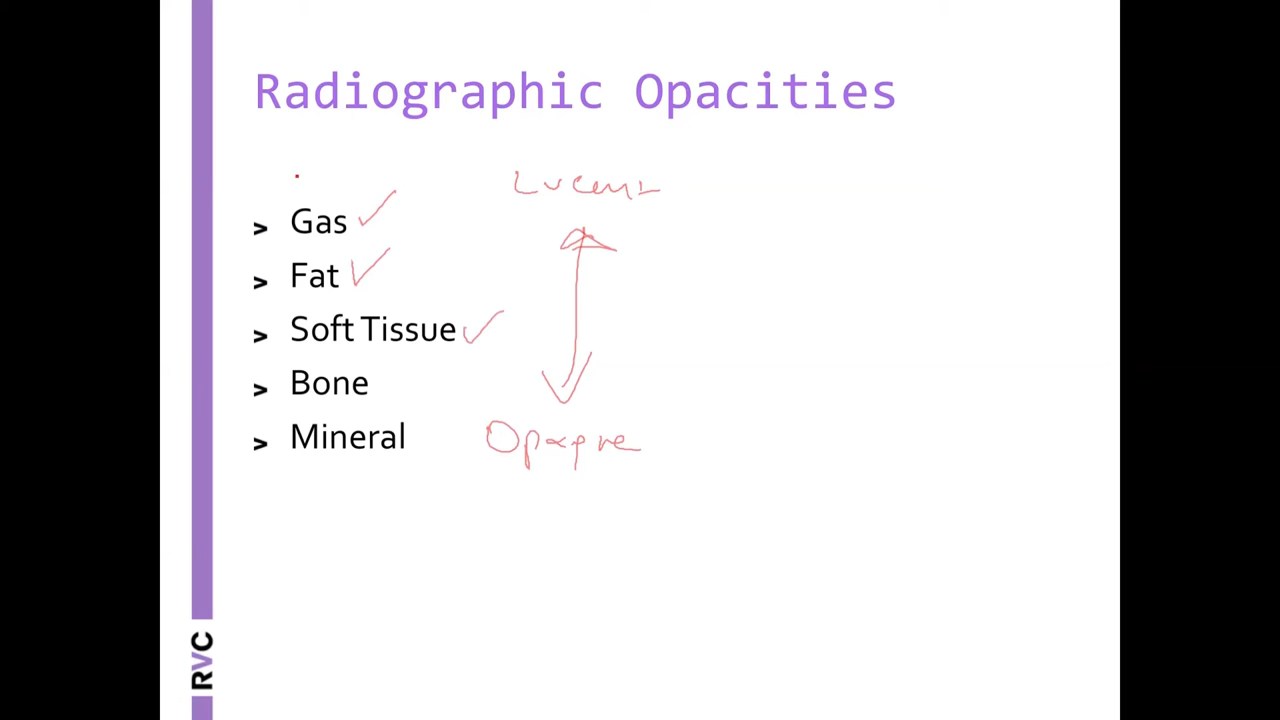 Radiographic Opacities
Lucent
> Gas
> Fat
> Soft Tissue
> Bone
> Mineral
Opaque
RVC